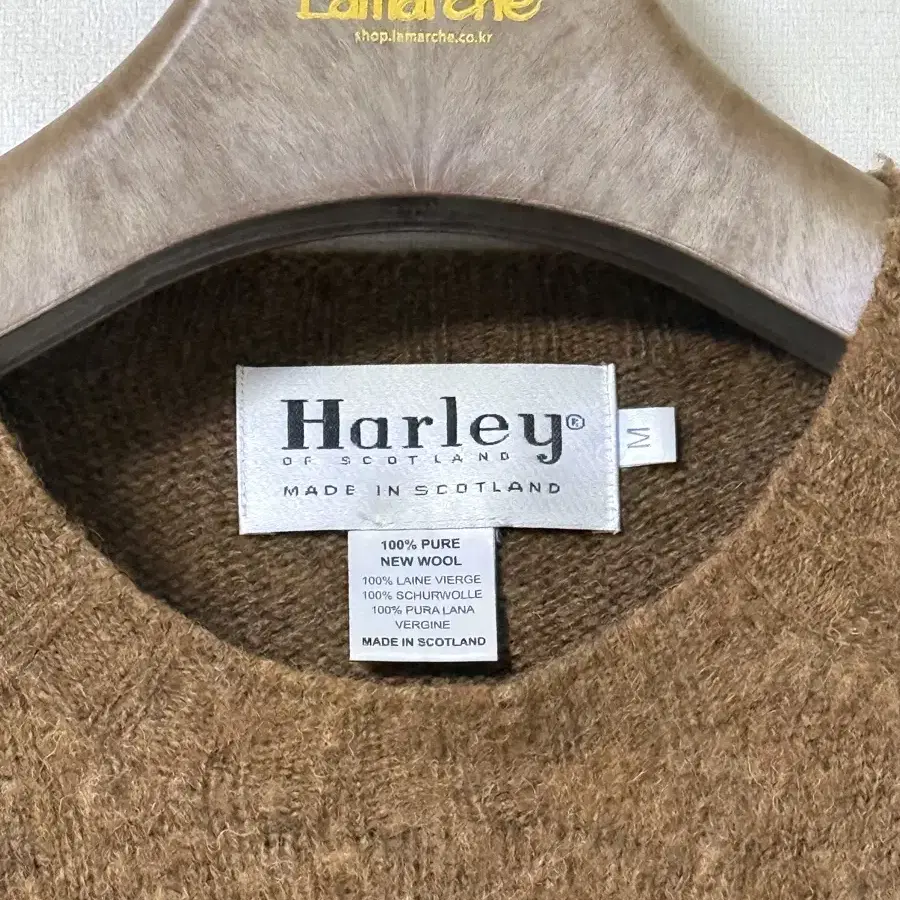 Lamarche
shop.lamarche.co.kr
Harley®
OF SCOTLAND
MADE IN SCOTLAND
M
100% PURE
NEW WOOL
100% LAINE VIERGE
100% SCHURWOLLE
100% PURA LANA
VERGINE
MADE IN SCOTLAND